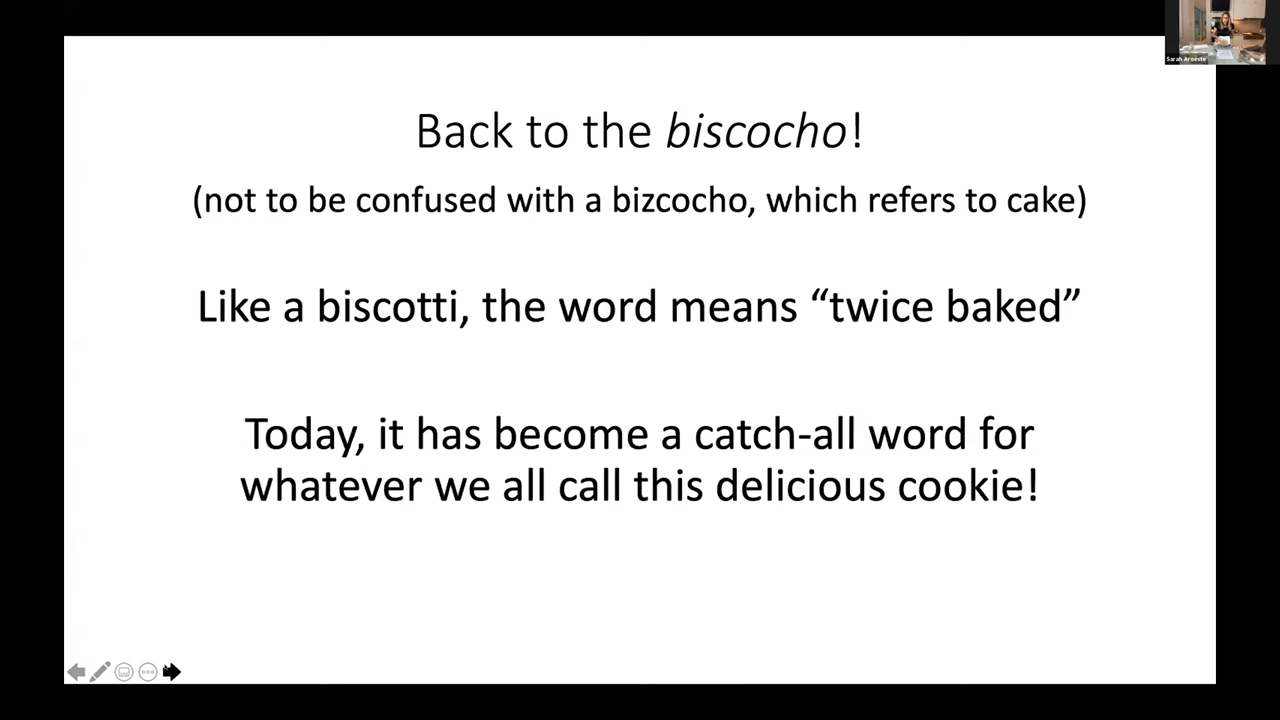 Sarah Aroeste
Back to the biscocho!
(not to be confused with a bizcocho, which refers to cake)
Like a biscotti, the word means “twice baked”
Today, it has become a catch-all word for
whatever we all call this delicious cookie!